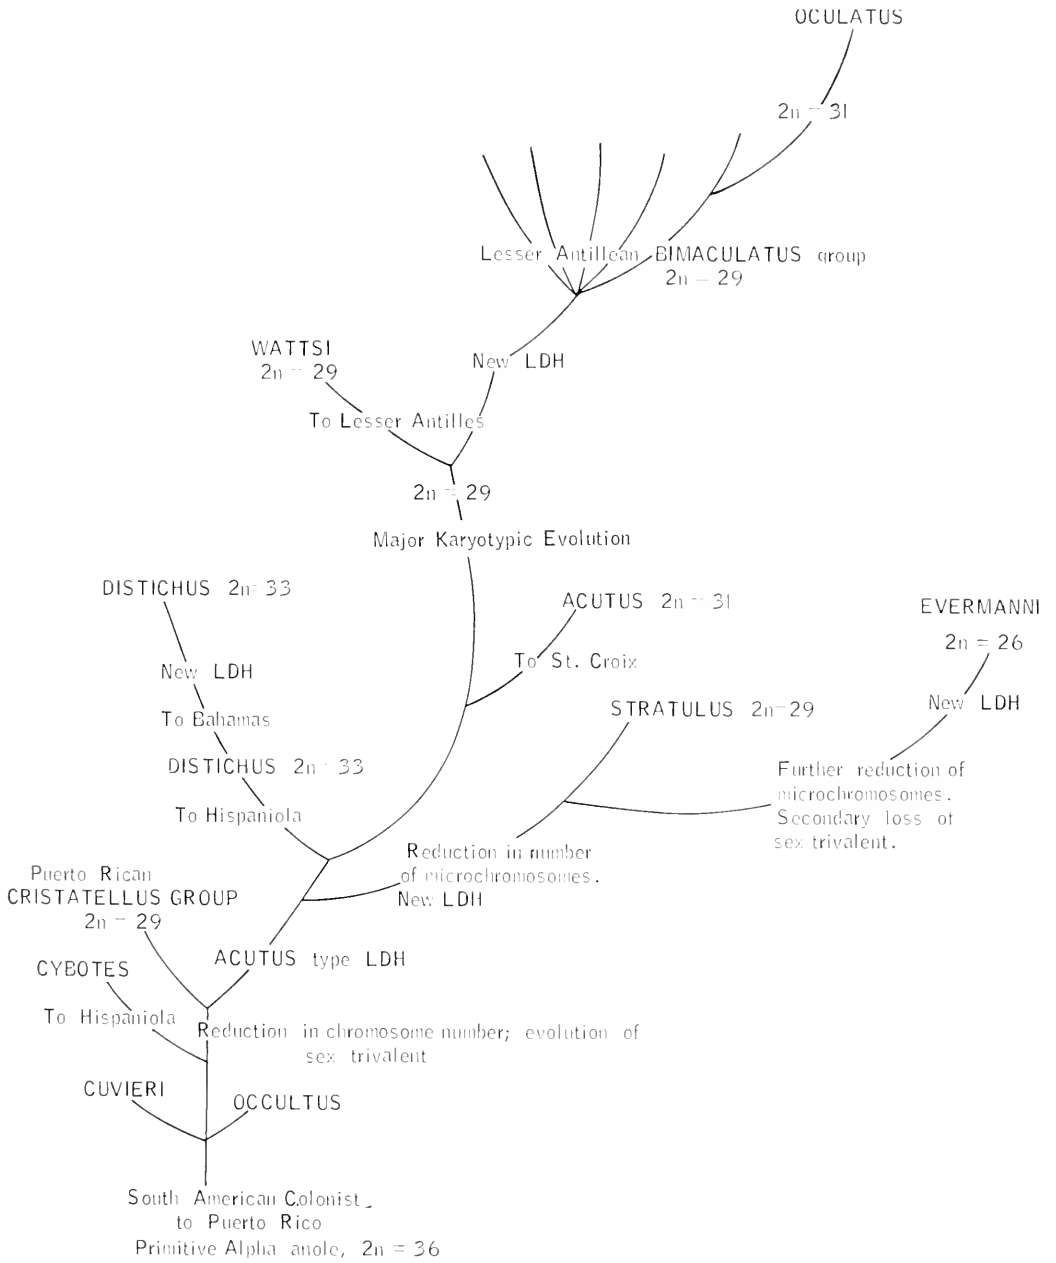 OCULATUS
2n = 31
Lesser Antillean BIMACULATUS group
2n = 29
WATTSI
2n = 29
New LDH
To Lesser Antilles
2n = 29
Major Karyotypic Evolution
DISTICHUS 2n= 33
ACUTUS 2n = 31
EVERMANNI
2n = 26
New LDH
To St. Croix
New LDH
STRATULUS 2n=29
To Bahamas
DISTICHUS 2n = 33
Further reduction of
microchromosomes.
Secondary loss of
sex trivalent.
To Hispaniola
Reduction in number
of microchromosomes.
New LDH
Puerto Rican
CRISTATELLUS GROUP
2n = 29
ACUTUS type LDH
CYBOTES
To Hispaniola
Reduction in chromosome number; evolution of
sex trivalent
CUVIERI
OCCULTUS
South American Colonist
to Puerto Rico
Primitive Alpha anole, 2n = 36